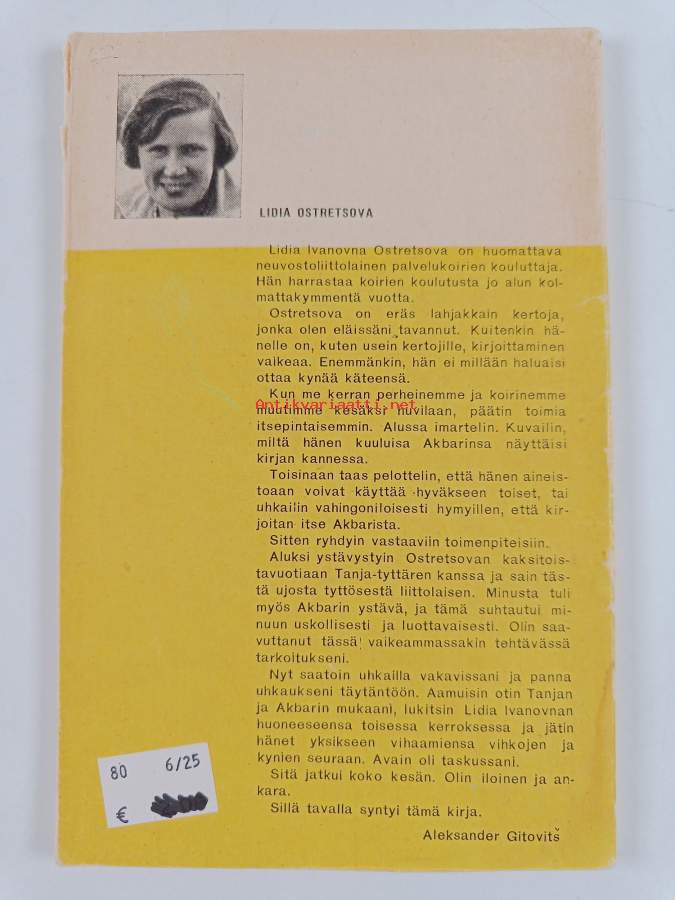 LIDIA OSTRETSOVA
Lidia Ivanovna Ostretsova on huomattava
neuvostoliittolainen palvelukoirien kouluttaja.
Hän harrastaa koirien koulutusta jo alun kol-
mattakymmentä vuotta.
Ostretsova on eräs lahjakkain kertoja,
jonka olen eläissäni tavannut. Kuitenkin hä-
nelle on, kuten usein kertojille, kirjoittaminen
vaikeaa. Enemmänkin, hän ei millään haluaisi
ottaa kynää käteensä.
Kun me kerran perheinemme ja koirinemme
Antikvariaatti.net
muutimme kesäksi huvilaan, päätin toimia
itsepintaisemmin. Alussa imartelin. Kuvailin,
miltä hänen kuuluisa Akbarinsa näyttäisi
kirjan kannessa.
Toisinaan taas pelottelin, että hänen aineis-
toaan voivat käyttää hyväkseen toiset, tai
uhkailin vahingoniloisesti hymyillen, että kir-
joitan itse Akbarista.
Sitten ryhdyin vastaaviin toimenpiteisiin.
Aluksi ystävystyin Ostretsovan kaksitois-
tavuotiaan Tanja-tyttären kanssa ja sain täs-
tä ujosta tyttösestä liittolaisen. Minusta tuli
myös Akbarin ystävä, ja tämä suhtautui mi-
nuun uskollisesti ja luottavaisesti. Olin saa-
vuttanut tässä vaikeammassakin tehtävässä
tarkoitukseni.
Nyt saatoin uhkailla vakavissani ja panna
uhkaukseni täytäntöön. Aamuisin otin Tanjan
ja Akbarin mukaani, lukitsin Lidia Ivanovnan
huoneeseensa toisessa kerroksessa ja jätin
hänet yksikseen vihaamiensa vihkojen ja
kynien seuraan. Avain oli taskussani.
Sitä jatkui koko kesän. Olin iloinen ja an-
kara.
Sillä tavalla syntyi tämä kirja.
Aleksander Gitovitš
80 6/25
€